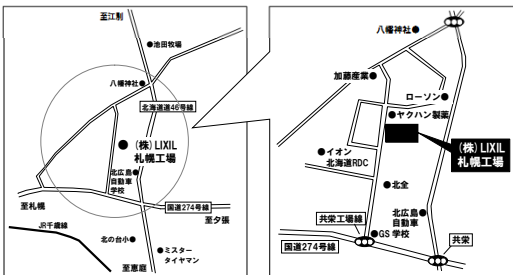 至江別
池田牧場
八幡神社
北海道道46号線
(株)LIXIL
札幌工場
北広島
自動車
学校
国道274号線
至札幌
至夕張
JR千歳線
北の台小
ミスター
タイヤマン
至恵庭
八幡神社
加藤産業
ローソン
ヤクハン製薬
(株)LIXIL
札幌工場
イオン
北海道RDC
北全
共栄工場線
北広島
自動車
学校
GS
国道274号線
共栄